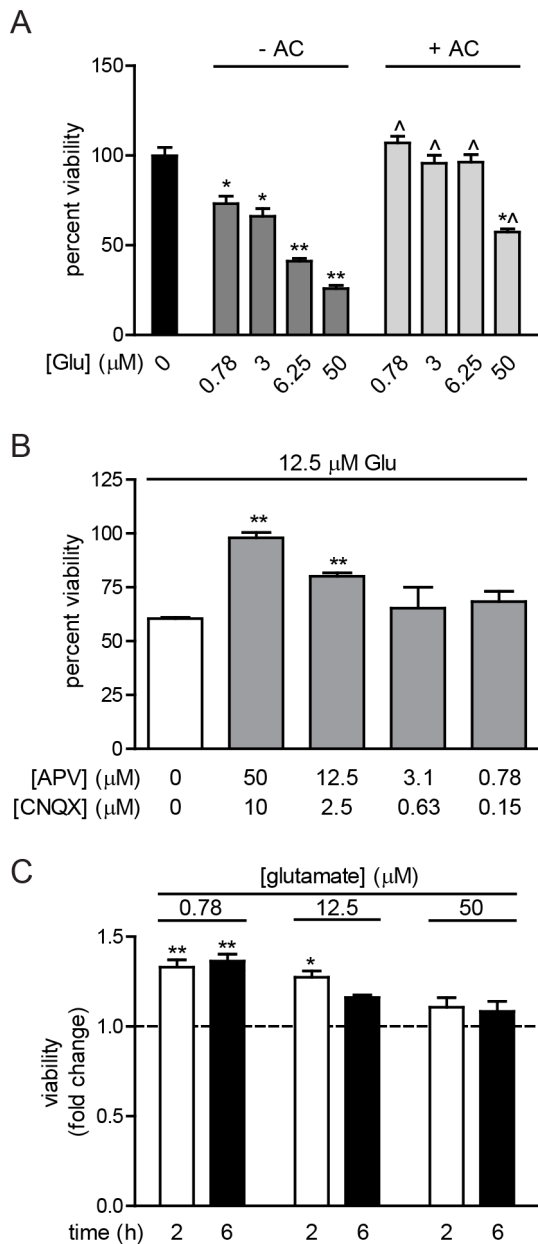 A
- AC + AC
150
100
50
0
percent viability
* * ** ** ^ ^ ^ *^
[Glu] (μM) 0 0.78 3 6.25 50 0.78 3 6.25 50
B
12.5 μM Glu
125
100
75
50
25
0
percent viability
** **
[APV] (μM) 0 50 12.5 3.1 0.78
[CNQX] (μM) 0 10 2.5 0.63 0.15
C
[glutamate] (μM)
0.78 12.5 50
1.5
1.0
0.5
0.0
viability
(fold change)
** ** *
time (h) 2 6 2 6 2 6